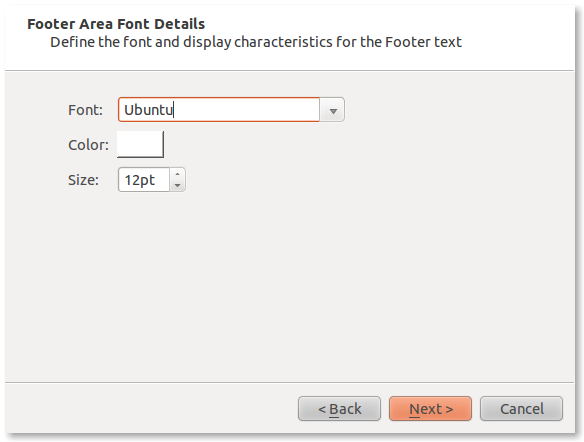 Footer Area Font Details
Define the font and display characteristics for the Footer text
Font: Ubuntu
Color:
Size: 12pt
< Back Next > Cancel